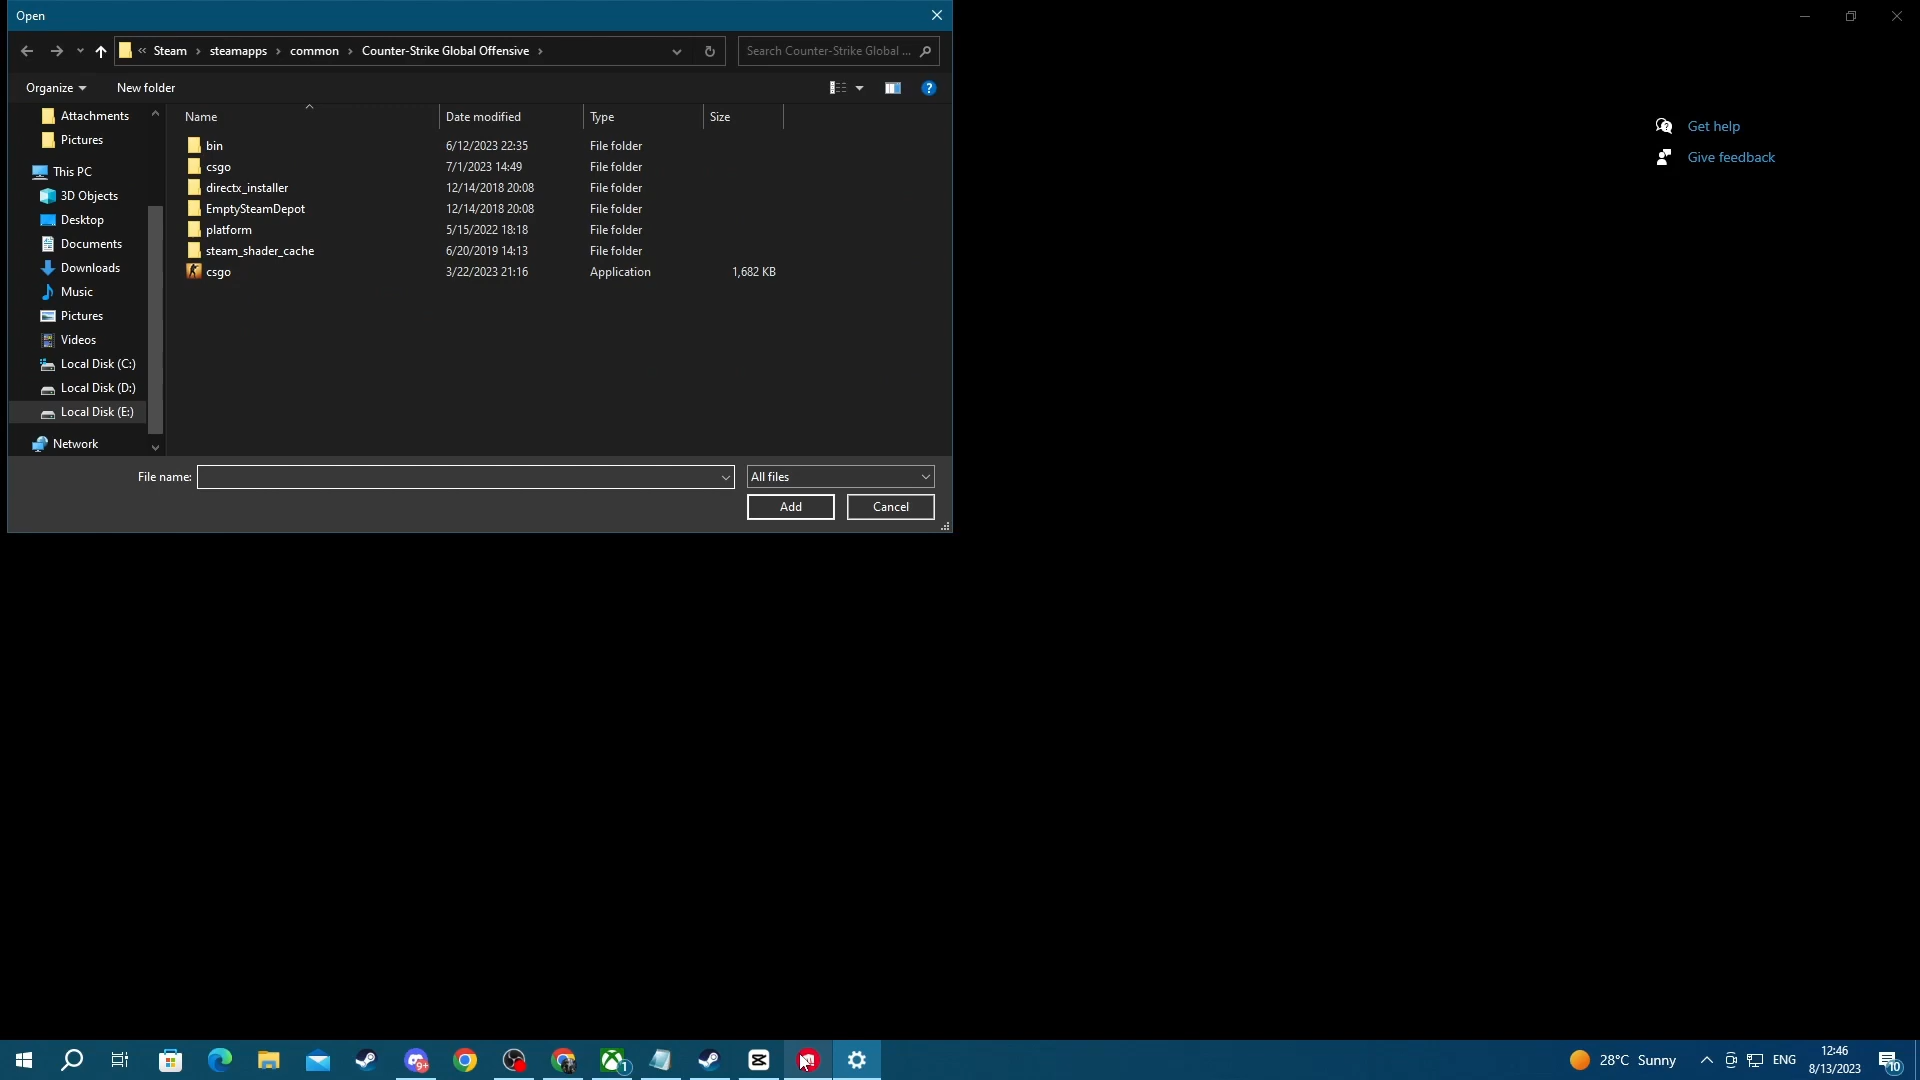 Open
« Steam › steamapps › common › Counter-Strike Global Offensive ›
Search Counter-Strike Global ...
Organize
New folder
Attachments
Pictures
This PC
3D Objects
Desktop
Documents
Downloads
Music
Pictures
Videos
Local Disk (C:)
Local Disk (D:)
Local Disk (E:)
Network
Name Date modified Type Size
bin 6/12/2023 22:35 File folder
csgo 7/1/2023 14:49 File folder
directx_installer 12/14/2018 20:08 File folder
EmptySteamDepot 12/14/2018 20:08 File folder
platform 5/15/2022 18:18 File folder
steam_shader_cache 6/20/2019 14:13 File folder
csgo 3/22/2023 21:16 Application 1,682 KB
File name:
All files
Add
Cancel
Get help
Give feedback
9+
1
28°C Sunny
ENG
12:46
8/13/2023
10